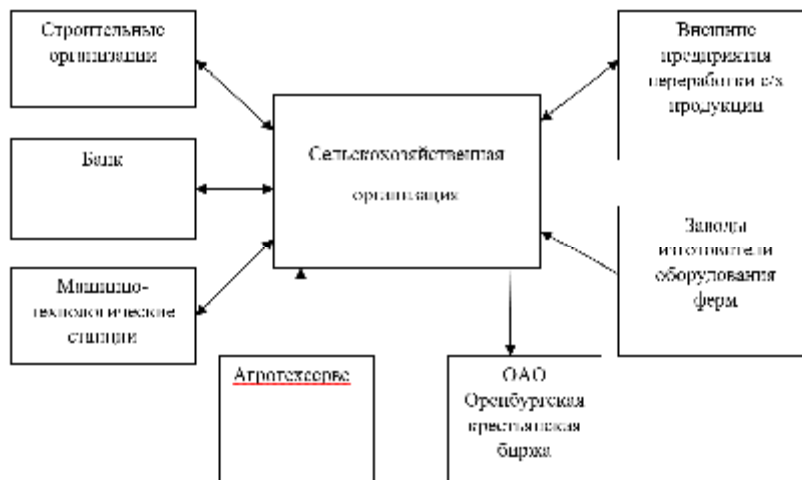 Строительные
организации
Внешние
предприятия
переработки с/х
продукции
Сельскохозяйственная
организация
Банк
Заводы
изготовители
оборудования
ферм
Машинно-
технологические
станции
Агротехсерве
ОАО
Оренбургская
крестьянская
биржа